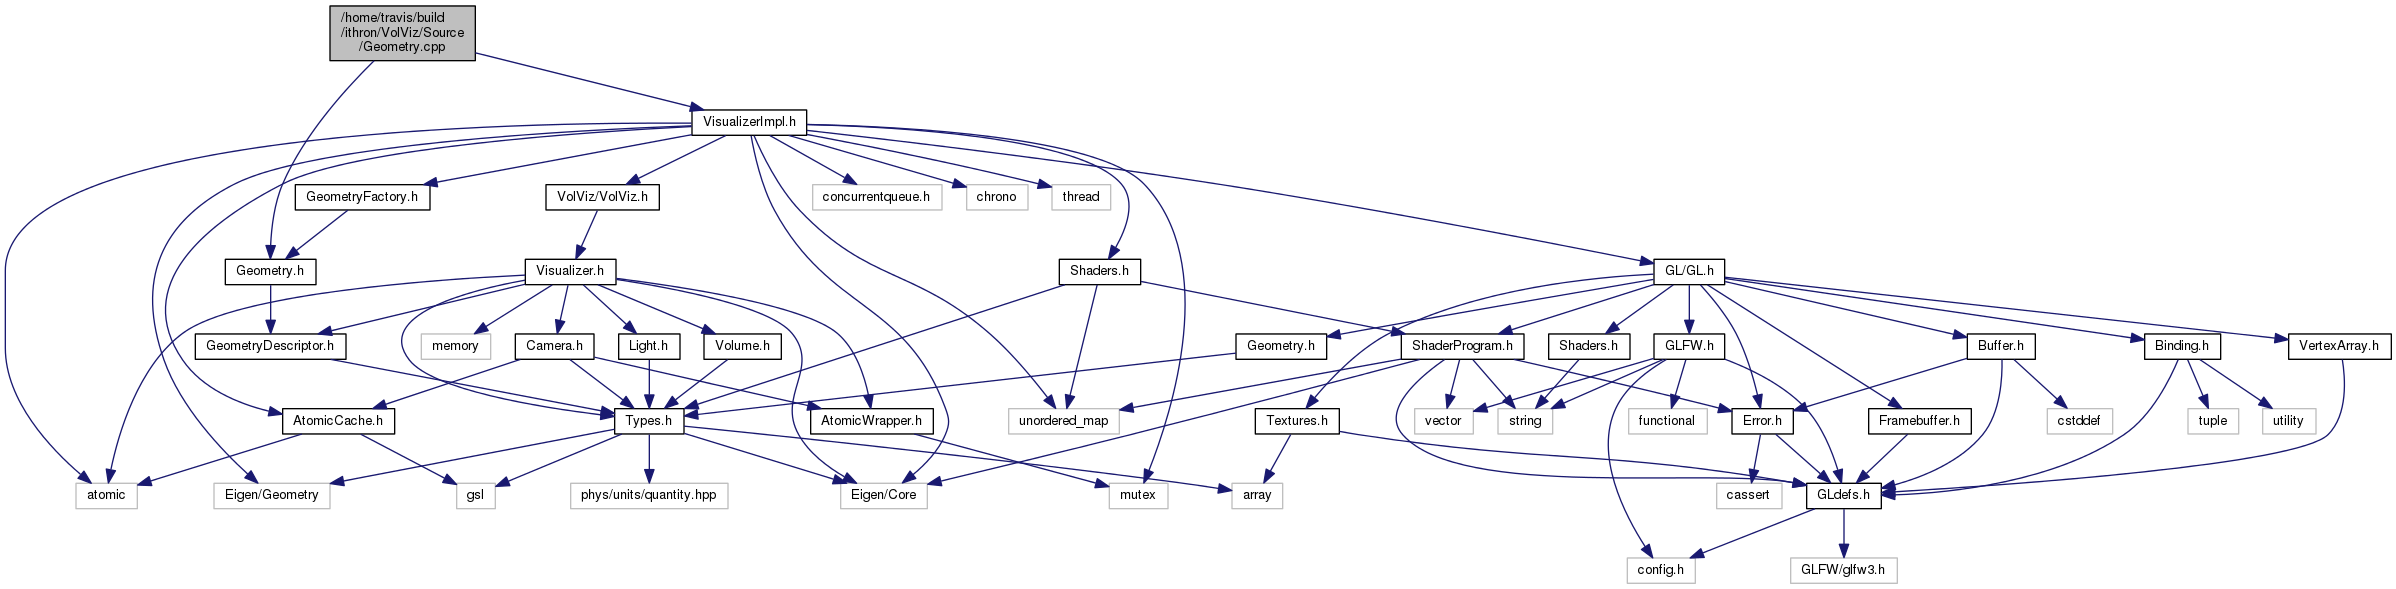 /home/travis/build
/ithron/VolViz/Source
/Geometry.cpp
VisualizerImpl.h
GeometryFactory.h
VolViz/VolViz.h
concurrentqueue.h
chrono
thread
Geometry.h
Visualizer.h
Shaders.h
GL/GL.h
GeometryDescriptor.h
memory
Camera.h
Light.h
Volume.h
Geometry.h
ShaderProgram.h
Shaders.h
GLFW.h
Buffer.h
Binding.h
VertexArray.h
AtomicCache.h
Types.h
AtomicWrapper.h
unordered_map
Textures.h
vector
string
functional
Error.h
Framebuffer.h
cstddef
tuple
utility
atomic
Eigen/Geometry
gsl
phys/units/quantity.hpp
Eigen/Core
mutex
array
cassert
GLdefs.h
config.h
GLFW/glfw3.h